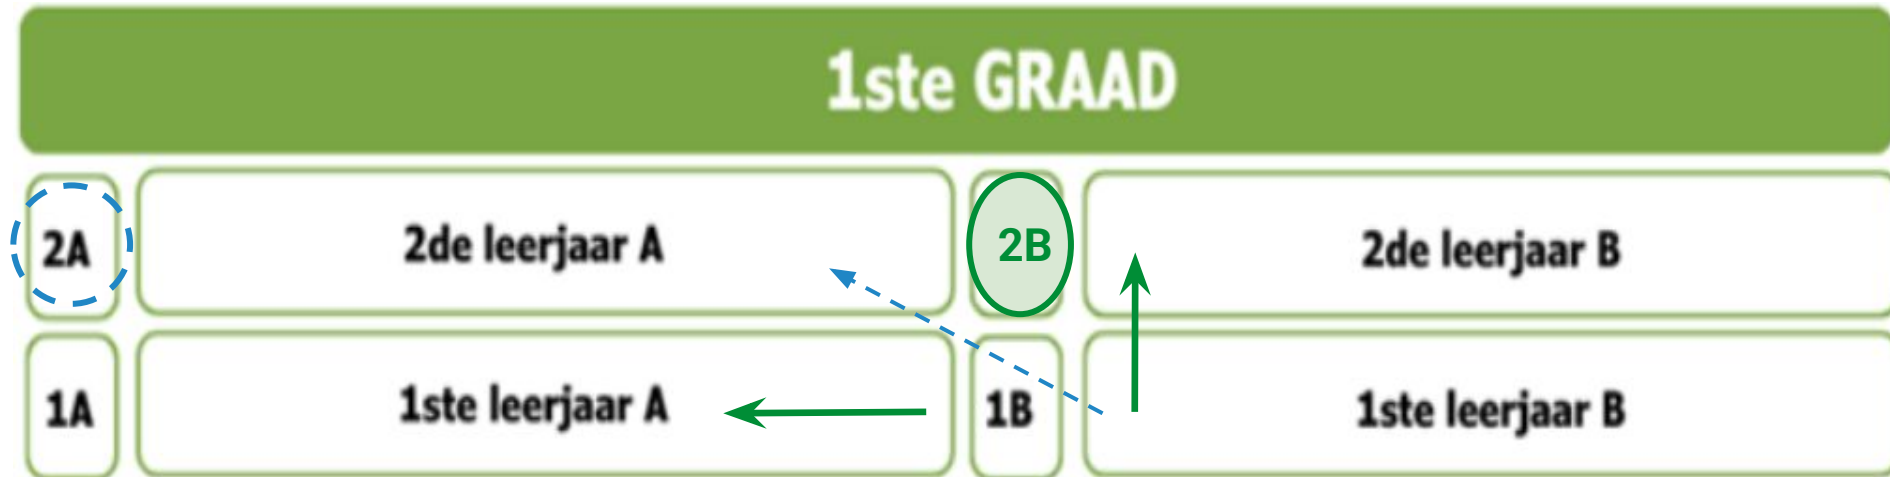 1ste GRAAD
2A
2de leerjaar A
2B
2de leerjaar B
1A
1ste leerjaar A
1B
1ste leerjaar B